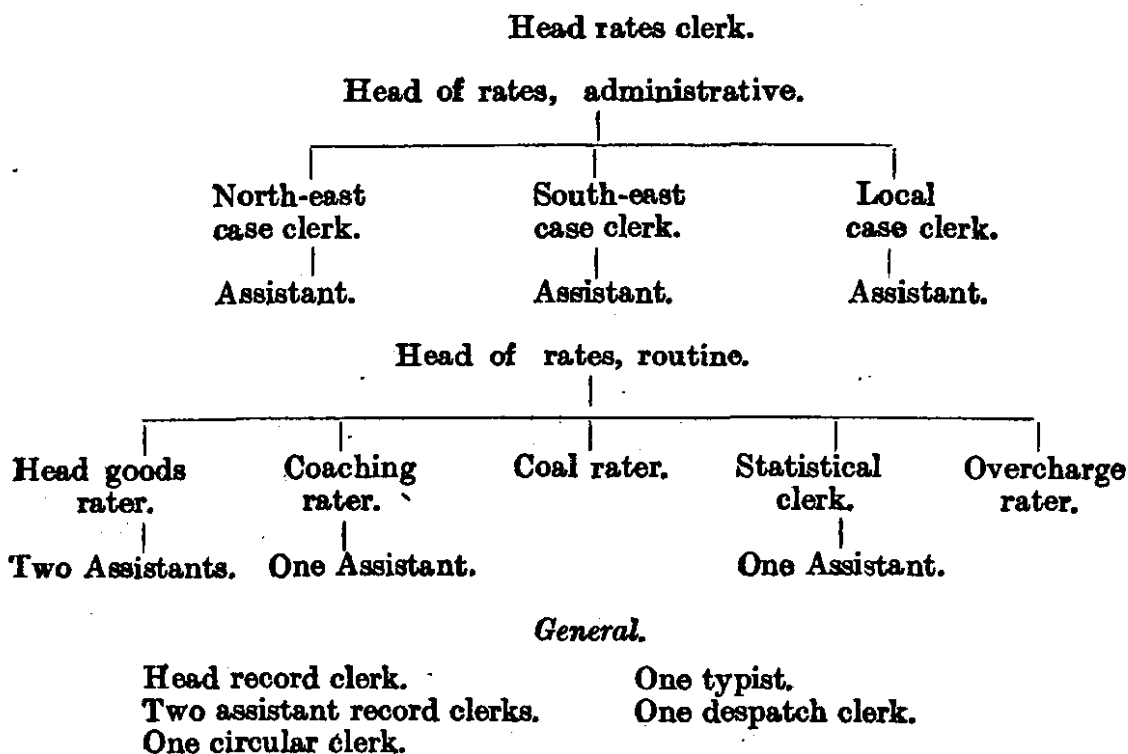 Head rates clerk.
Head of rates, administrative.
North-east South-east Local
case clerk. case clerk. case clerk.
Assistant. Assistant. Assistant.
Head of rates, routine.
Head goods Coaching Coal rater. Statistical Overcharge
rater. rater. clerk. rater.
Two Assistants. One Assistant. One Assistant.
General.
Head record clerk. One typist.
Two assistant record clerks. One despatch clerk.
One circular clerk.